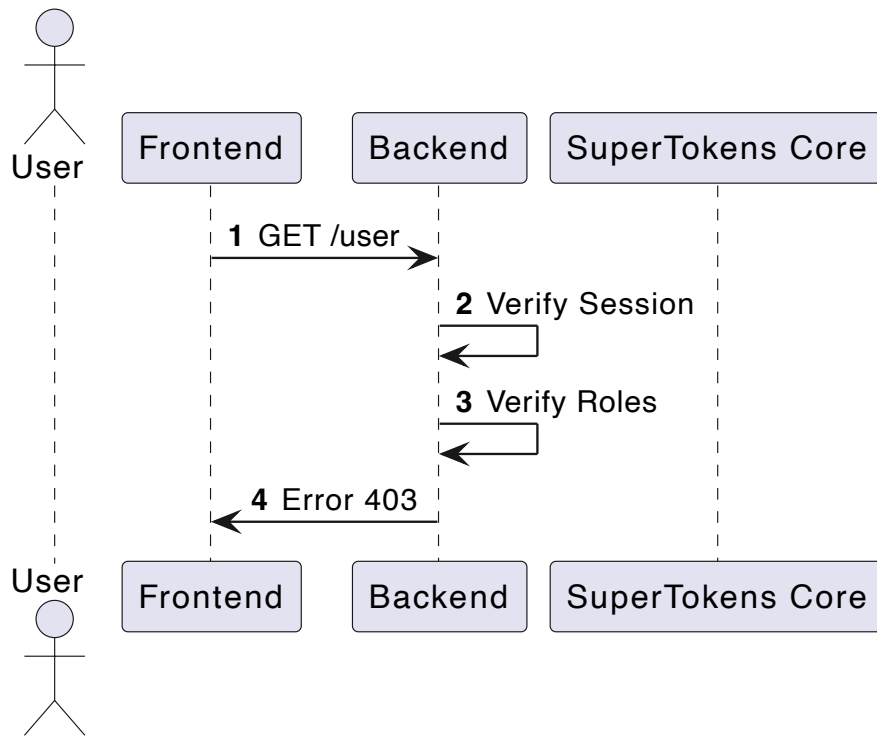 User
Frontend
Backend
SuperTokens Core
1 GET /user
2 Verify Session
3 Verify Roles
4 Error 403
User
Frontend
Backend
SuperTokens Core